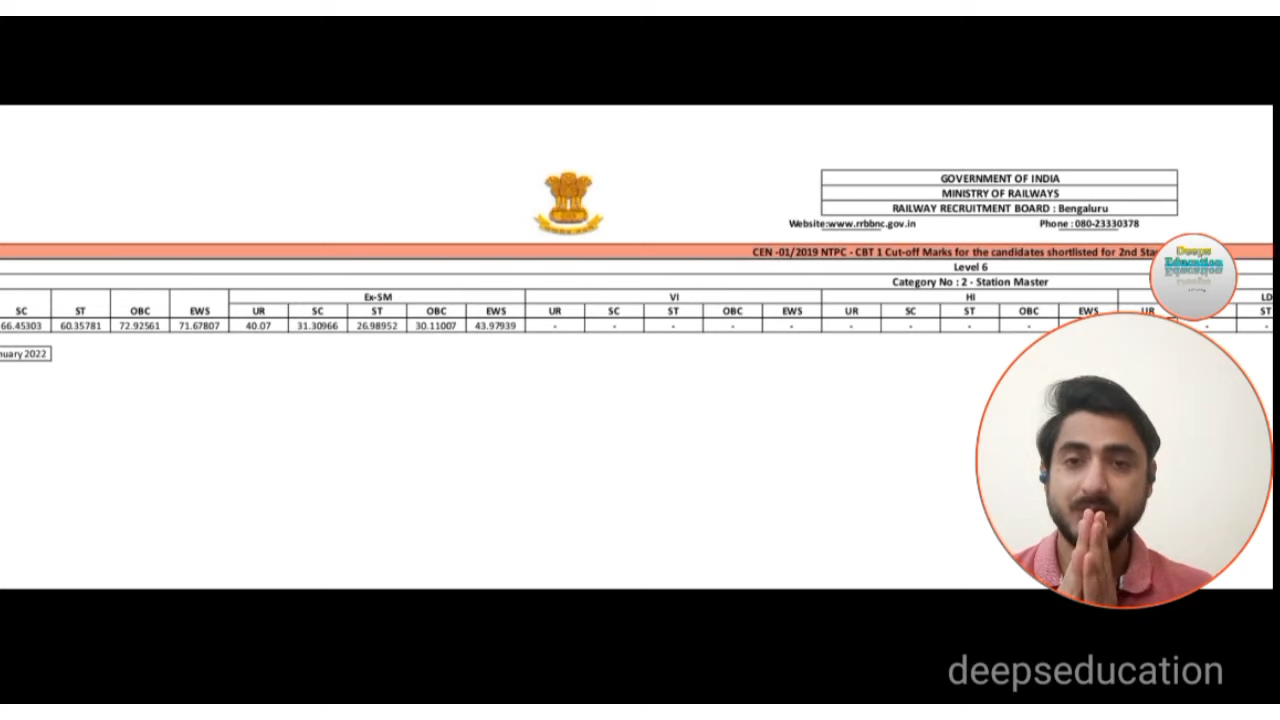 GOVERNMENT OF INDIA
MINISTRY OF RAILWAYS
RAILWAY RECRUITMENT BOARD : Bengaluru
Website:www.rrbbnc.gov.in Phone : 080-23330378
CEN -01/2019 NTPC - CBT 1 Cut-off Marks for the candidates shortlisted for 2nd
Level 6
Category No : 2 - Station Master
Ex-SM VI HI LD
SC ST OBC EWS UR SC ST OBC EWS UR SC ST OBC EWS UR SC ST OBC EWS UR ST
66.45303 60.35781 72.92561 71.67807 40.07 31.30966 26.98952 30.11007 43.97939 - - - - - - - - - - -
nuary 2022
Deeps
Education
deepseducation